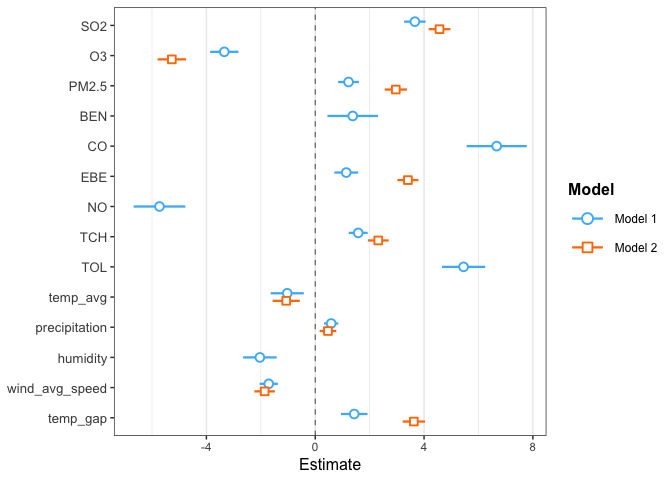 SO2
O3
PM2.5
BEN
CO
EBE
NO
TCH
TOL
temp_avg
precipitation
humidity
wind_avg_speed
temp_gap
-4 0 4 8
Estimate
Model
Model 1
Model 2